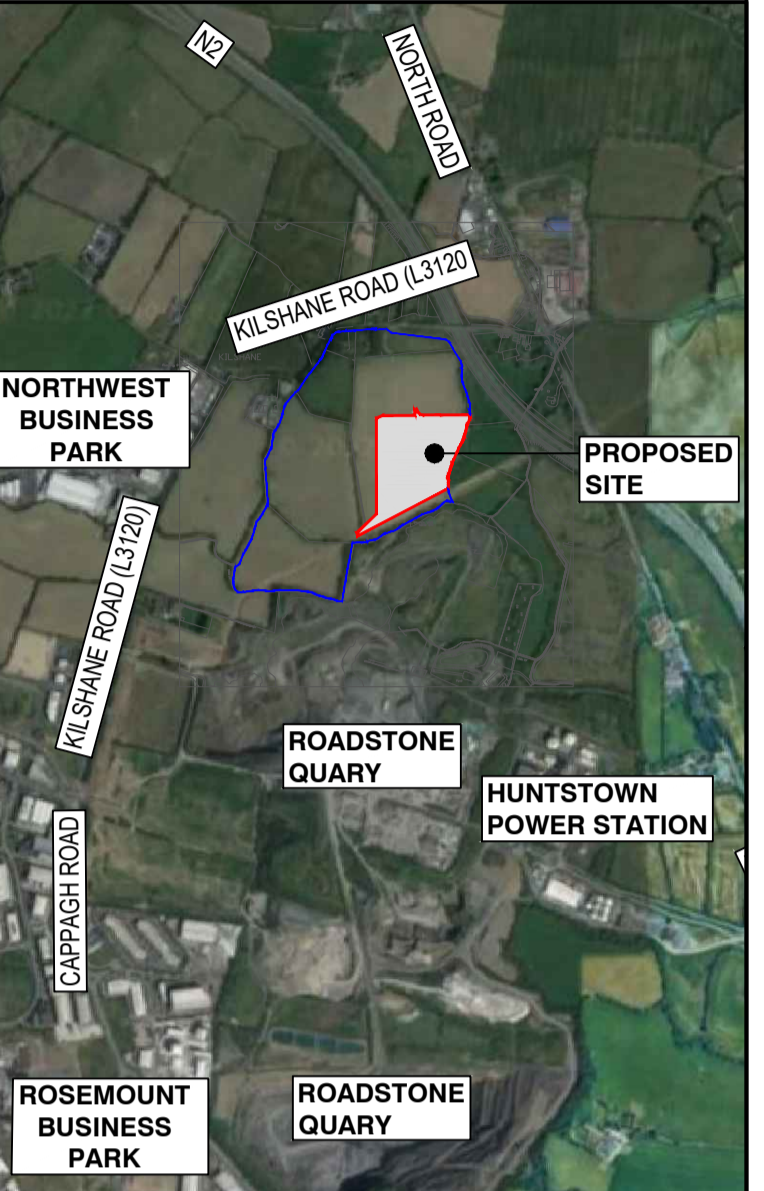 N2
NORTH ROAD
KILSHANE ROAD (L3120
KILSHANE
NORTHWEST
BUSINESS
PARK
PROPOSED
SITE
KILSHANE ROAD (L3120)
ROADSTONE
QUARY
HUNTSTOWN
POWER STATION
CAPPAGH ROAD
ROSEMOUNT
BUSINESS
PARK
ROADSTONE
QUARY